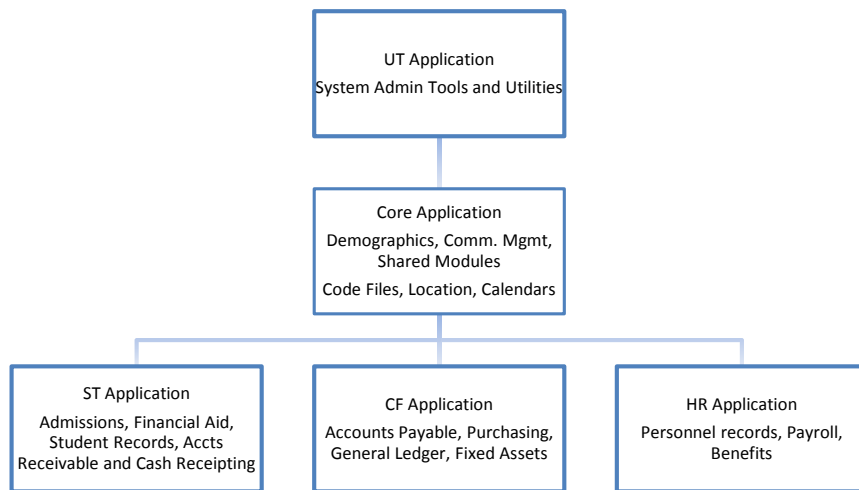 UT Application
System Admin Tools and Utilities
Core Application
Demographics, Comm. Mgmt,
Shared Modules
Code Files, Location, Calendars
ST Application
Admissions, Financial Aid,
Student Records, Accts
Receivable and Cash Receipting
CF Application
Accounts Payable, Purchasing,
General Ledger, Fixed Assets
HR Application
Personnel records, Payroll,
Benefits